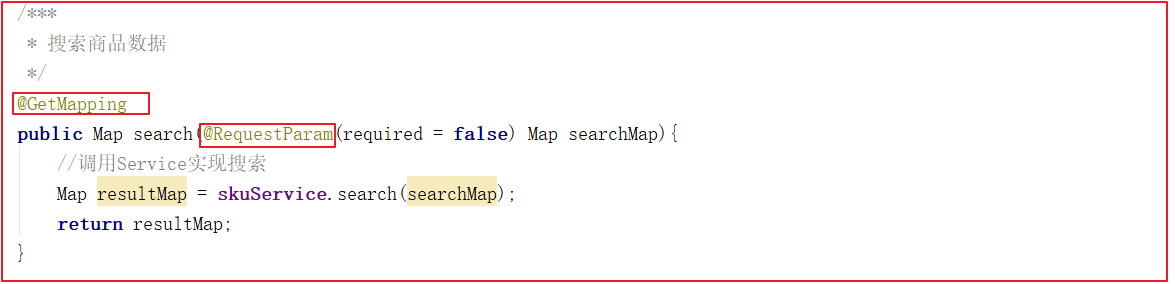 /***
 * 搜索商品数据
 */
@GetMapping
public Map search(@RequestParam(required = false) Map searchMap){
    //调用Service实现搜索
    Map resultMap = skuService.search(searchMap);
    return resultMap;
}